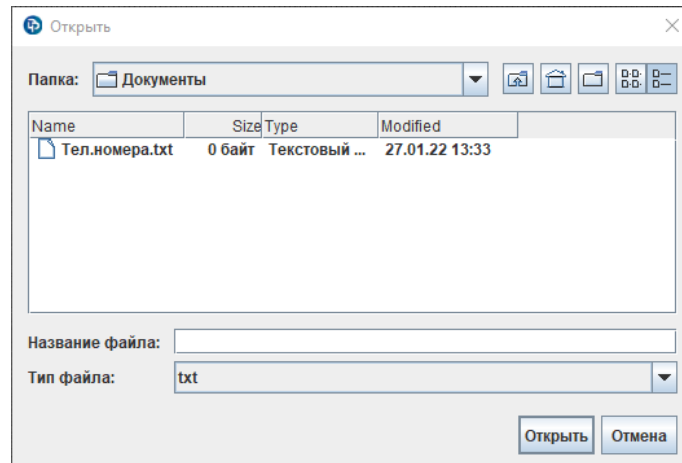 Открыть
Папка: Документы
Name Size Type Modified
Тел.номера.txt 0 байт Текстовый ... 27.01.22 13:33
Название файла:
Тип файла: txt
Открыть Отмена